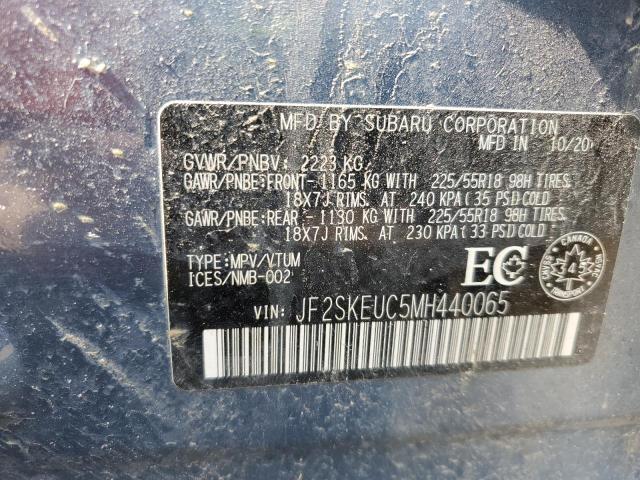 MFD BY SUBARU CORPORATION
MFD IN 10/20
GVWR/PNBV: 2223 KG
GAWR/PNBE:FRONT-1165 KG WITH 225/55R18 98H TIRES.
18X7J RIMS. AT 240 KPA(35 PSI)COLD
GAWR/PNBE:REAR -1130 KG WITH 225/55R18 98H TIRES.
18X7J RIMS. AT 230 KPA(33 PSI)COLD
TYPE:MPV/VTUM
ICES/NMB-002
EC
CANADA
345
VIN: JF2SKEUC5MH440065